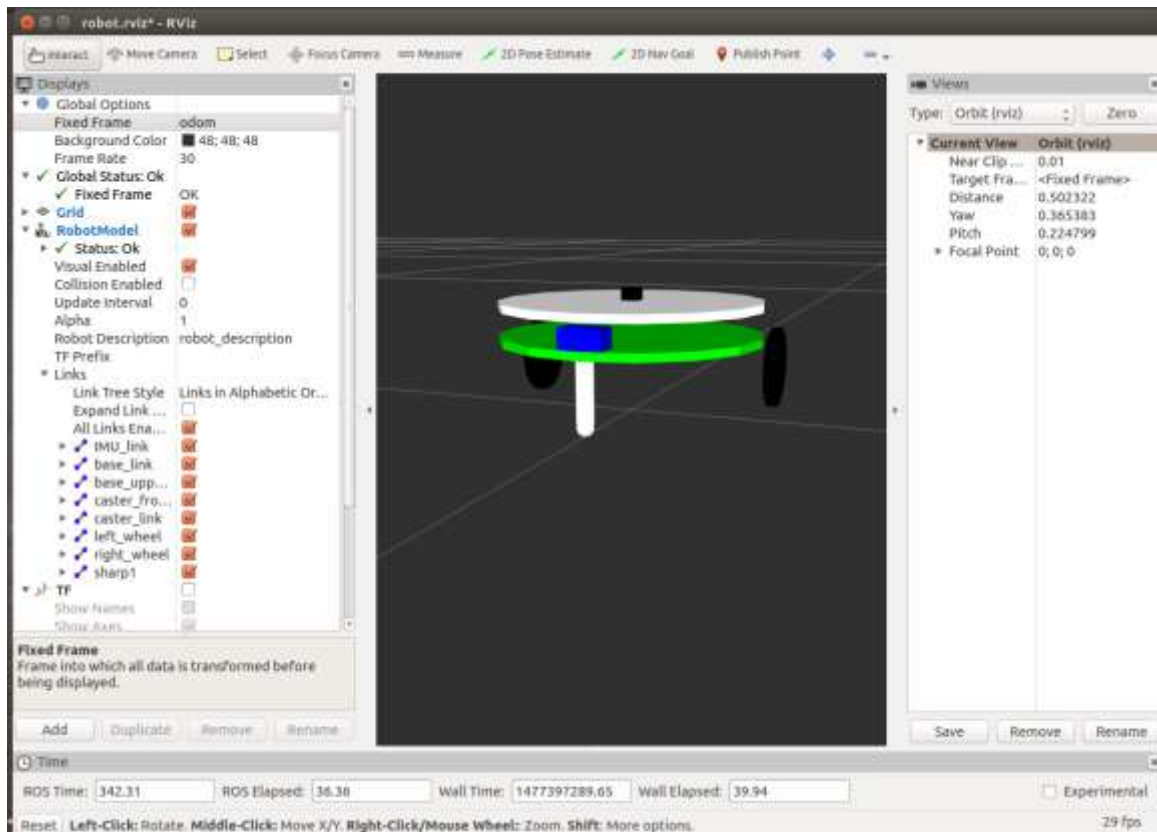 robot.rviz* - RViz
Interact Move Camera Select Focus Camera Measure 2D Pose Estimate 2D Nav Goal Publish Point
Displays
Global Options
Fixed Frame odom
Background Color 48; 48; 48
Frame Rate 30
Global Status: Ok
Fixed Frame OK
Grid
RobotModel
Status: Ok
Visual Enabled
Collision Enabled
Update Interval 0
Alpha 1
Robot Description robot_description
TF Prefix
Links
Link Tree Style Links in Alphabetic Or...
Expand Link ...
All Links Ena...
IMU_link
base_link
base_upp...
caster_fro...
caster_link
left_wheel
right_wheel
sharp1
TF
Show Names
Show Axes
Fixed Frame
Frame into which all data is transformed before
being displayed.
Add Duplicate Remove Rename
Views
Type: Orbit (rviz) Zero
Current View Orbit (rviz)
Near Clip ... 0.01
Target Fra... <Fixed Frame>
Distance 0.502322
Yaw 0.365383
Pitch 0.224799
Focal Point 0; 0; 0
Save Remove Rename
Time
ROS Time: 342.31 ROS Elapsed: 36.36 Wall Time: 1477397289.65 Wall Elapsed: 39.94 Experimental
Reset Left-Click: Rotate. Middle-Click: Move X/Y. Right-Click/Mouse Wheel: Zoom. Shift: More options. 29 fps